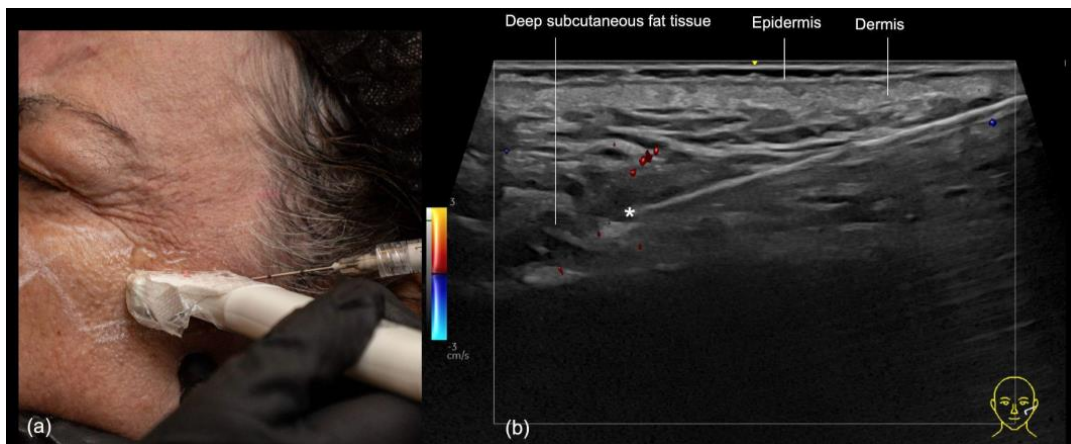 Deep subcutaneous fat tissue
Epidermis
Dermis
3
-3
cm/s
*
(a)
(b)